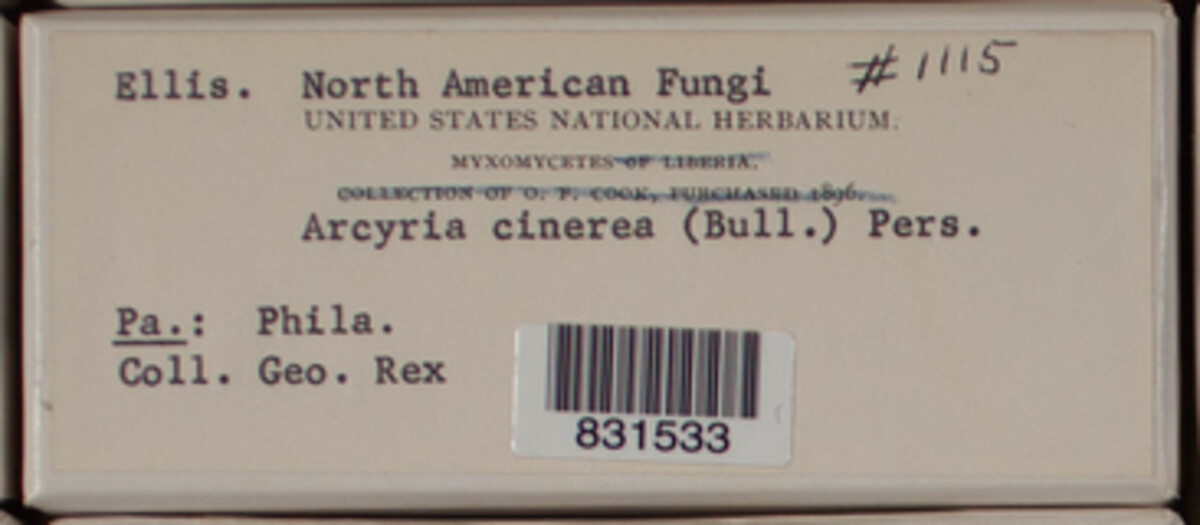 Ellis. North American Fungi #1115
UNITED STATES NATIONAL HERBARIUM.
MYXOMYCETES OF LIBERIA.
COLLECTION OF O. F. COOK, PURCHASED 1896.
Arcyria cinerea (Bull.) Pers.
Pa.: Phila.
Coll. Geo. Rex
831533